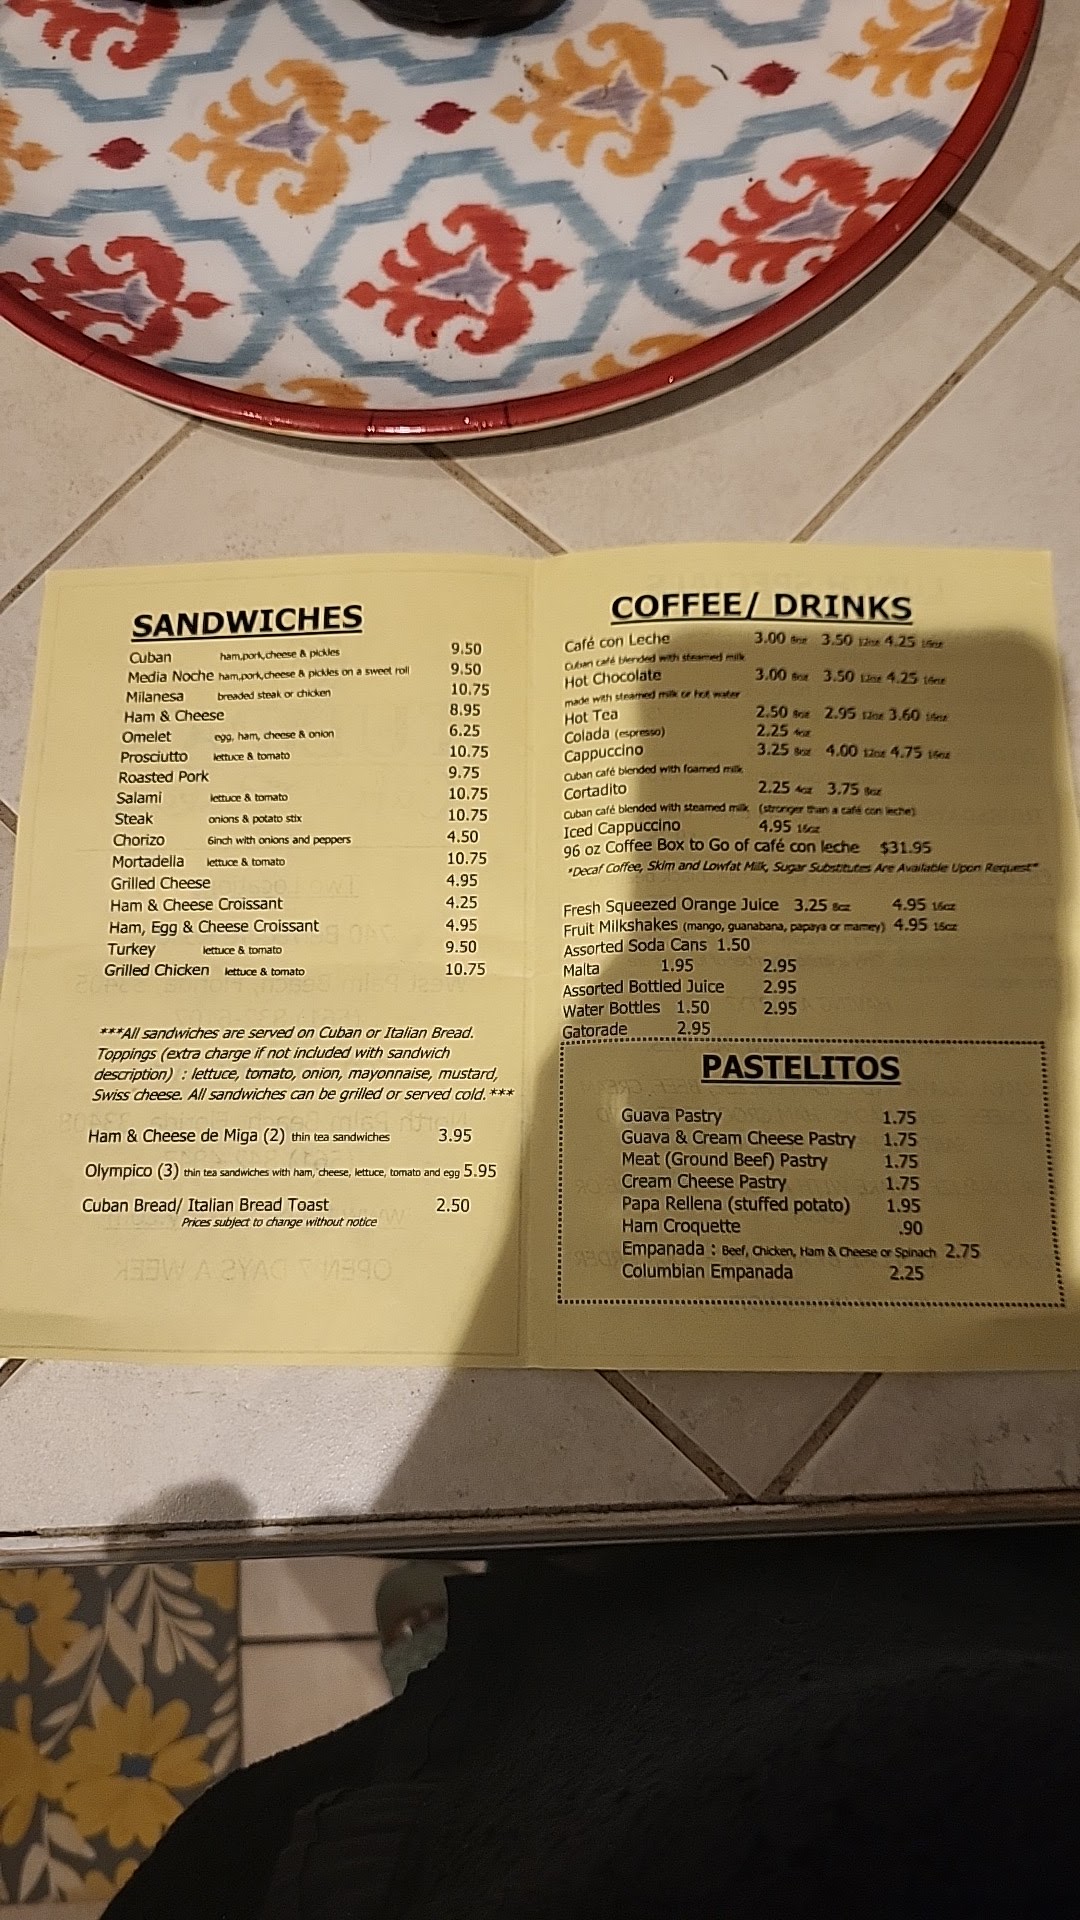 SANDWICHES
Cuban ham,pork,cheese & pickles 9.50
Media Noche ham,pork,cheese & pickles on a sweet roll 9.50
Milanesa breaded steak or chicken 10.75
Ham & Cheese 8.95
Omelet egg, ham, cheese & onion 6.25
Prosciutto lettuce & tomato 10.75
Roasted Pork 9.75
Salami lettuce & tomato 10.75
Steak onions & potato stix 10.75
Chorizo 6inch with onions and peppers 4.50
Mortadella lettuce & tomato 10.75
Grilled Cheese 4.95
Ham & Cheese Croissant 4.25
Ham, Egg & Cheese Croissant 4.95
Turkey lettuce & tomato 9.50
Grilled Chicken lettuce & tomato 10.75
***All sandwiches are served on Cuban or Italian Bread.
Toppings (extra charge if not included with sandwich
description) : lettuce, tomato, onion, mayonnaise, mustard,
Swiss cheese. All sandwiches can be grilled or served cold.***
Ham & Cheese de Miga (2) thin tea sandwiches 3.95
Olympico (3) thin tea sandwiches with ham, cheese, lettuce, tomato and egg 5.95
Cuban Bread/ Italian Bread Toast 2.50
Prices subject to change without notice
COFFEE/ DRINKS
Café con Leche 3.00 8oz 3.50 12oz 4.25 16oz
Cuban café blended with steamed milk
Hot Chocolate 3.00 8oz 3.50 12oz 4.25 16oz
made with steamed milk or hot water
Hot Tea 2.50 8oz 2.95 12oz 3.60 16oz
Colada (espresso) 2.25 4oz
Cappuccino 3.25 8oz 4.00 12oz 4.75 16oz
Cuban café blended with foamed milk
Cortadito 2.25 4oz 3.75 8oz
Cuban café blended with steamed milk (stronger than a café con leche)
Iced Cappuccino 4.95 16oz
96 oz Coffee Box to Go of café con leche $31.95
*Decaf Coffee, Skim and Lowfat Milk, Sugar Substitutes Are Available Upon Request*
Fresh Squeezed Orange Juice 3.25 8oz 4.95 16oz
Fruit Milkshakes (mango, guanabana, papaya or mamey) 4.95 16oz
Assorted Soda Cans 1.50
Malta 1.95 2.95
Assorted Bottled Juice 2.95
Water Bottles 1.50 2.95
Gatorade 2.95
PASTELITOS
Guava Pastry 1.75
Guava & Cream Cheese Pastry 1.75
Meat (Ground Beef) Pastry 1.75
Cream Cheese Pastry 1.75
Papa Rellena (stuffed potato) 1.95
Ham Croquette .90
Empanada : Beef, Chicken, Ham & Cheese or Spinach 2.75
Columbian Empanada 2.25